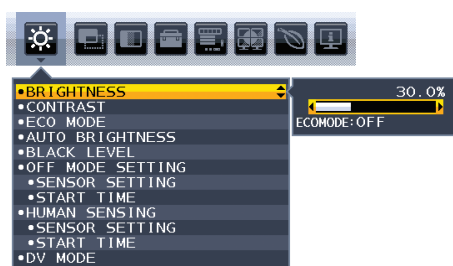 •BRIGHTNESS
•CONTRAST
•ECO MODE
•AUTO BRIGHTNESS
•BLACK LEVEL
•OFF MODE SETTING
•SENSOR SETTING
•START TIME
•HUMAN SENSING
•SENSOR SETTING
•START TIME
•DV MODE
30.0%
ECOMODE:OFF